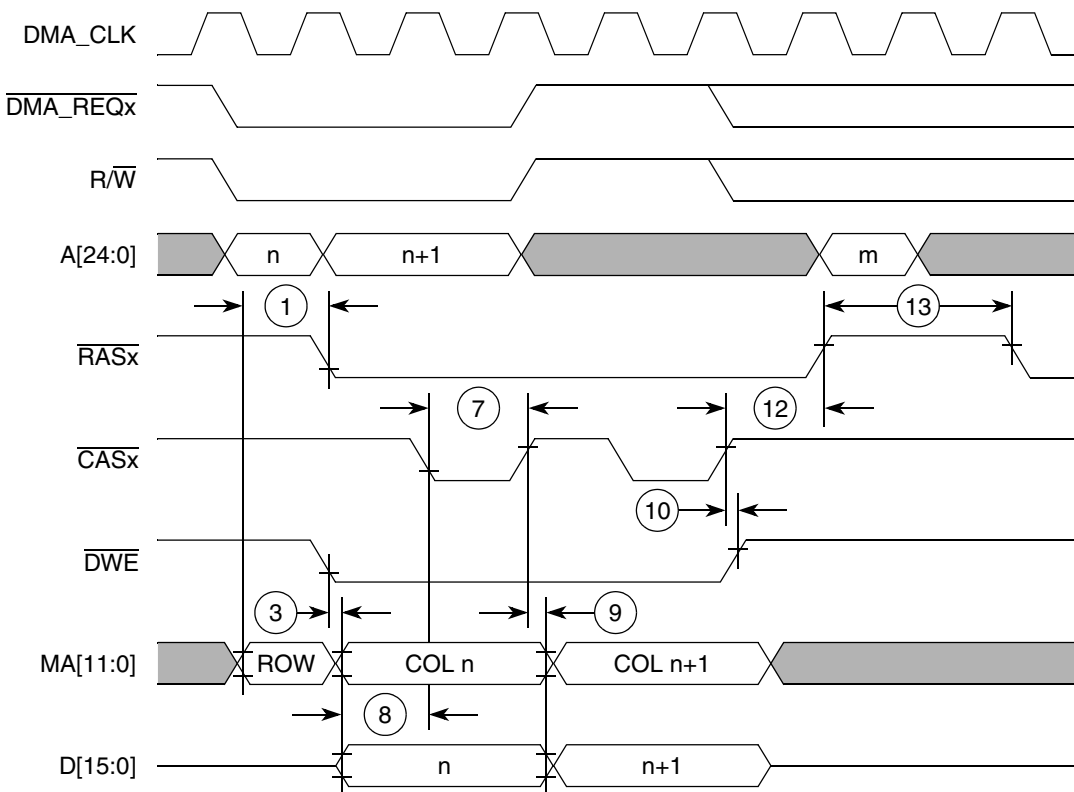 DMA_CLK
DMA_REQx
R/W
A[24:0] n n+1 m
1 13
RASx
7 12
CASx
10
DWE
3 9
MA[11:0] ROW COL n COL n+1
8
D[15:0] n n+1